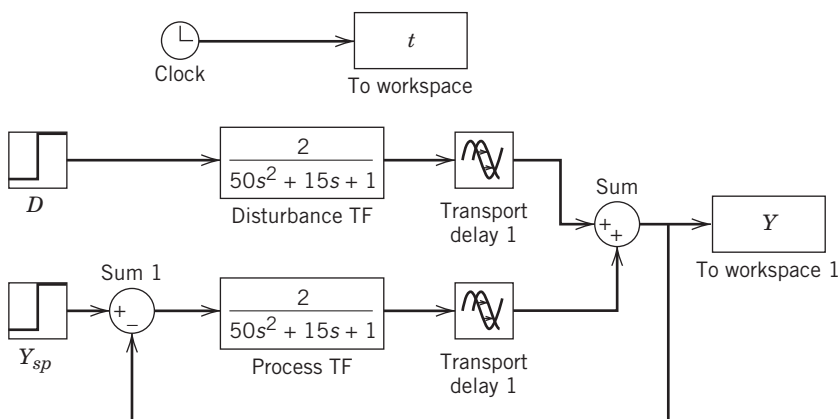 t
Clock
To workspace
2
50s² + 15s + 1
D
Disturbance TF
Transport
delay 1
Sum
+
+
Y
To workspace 1
Sum 1
+
−
2
50s² + 15s + 1
Y_sp
Process TF
Transport
delay 1